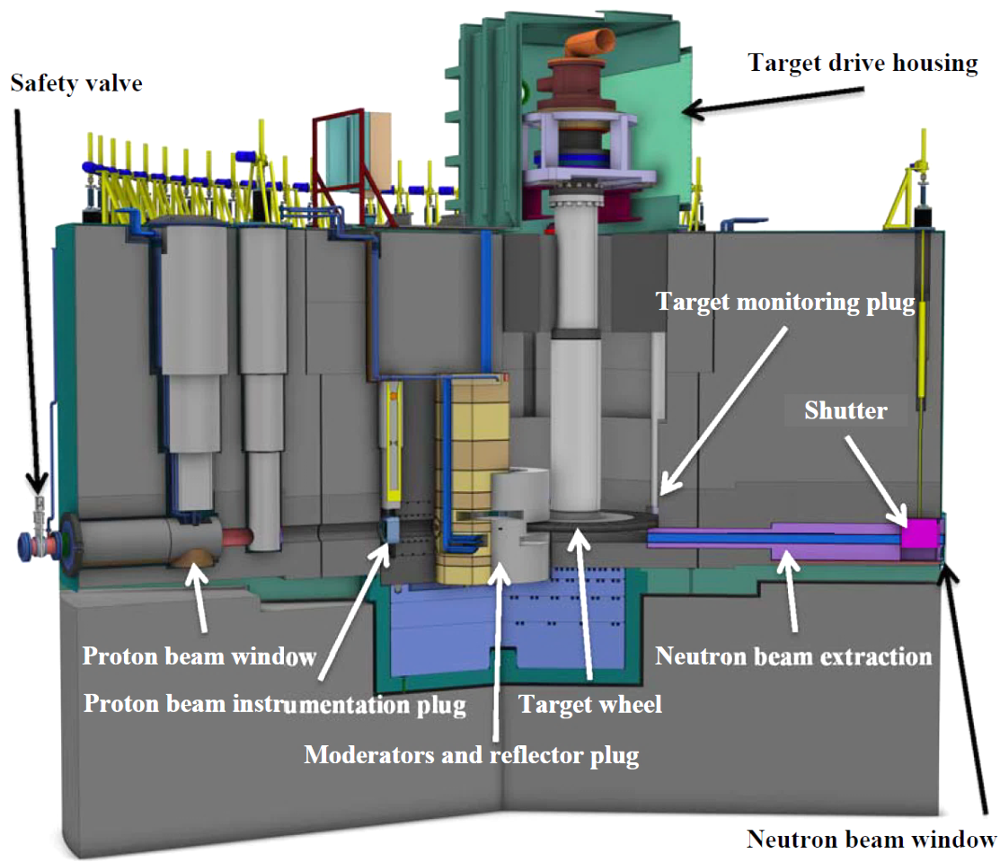 Target drive housing
Safety valve
Target monitoring plug
Shutter
Proton beam window
Neutron beam extraction
Proton beam instrumentation plug
Target wheel
Moderators and reflector plug
Neutron beam window